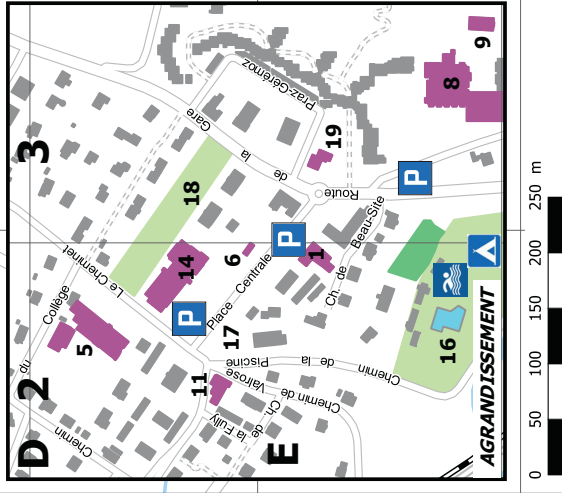 D
2
3
E
9
8
19
18
14
6
1
5
17
11
16
P
P
P
Praz-Gérémoz
Route
de
la
Gare
Le Cheminet
Collège
du
Chemin
Place Centrale
Beau-Site
Ch. de
Chemin
de la
Piscine
Chemin de
Varose
Ch. de
la Fully
AGRANDISSEMENT
0 50 100 150 200 250 m